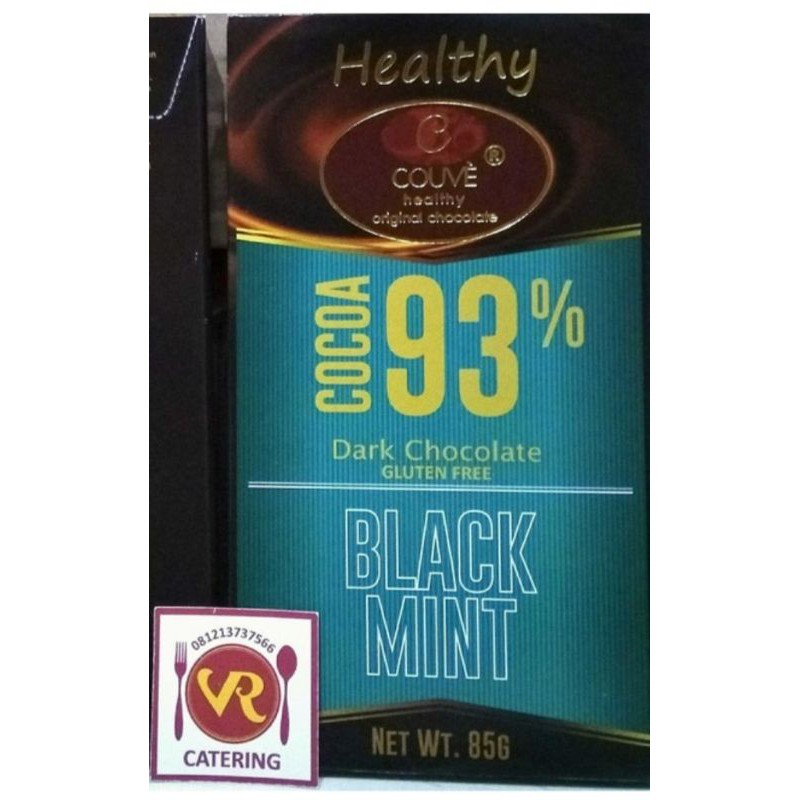 Healthy
C
COUVÈ ®
healthy
original chocolate
COCOA 93%
Dark Chocolate
GLUTEN FREE
BLACK
MINT
NET WT. 85G
081213737566
VR
CATERING